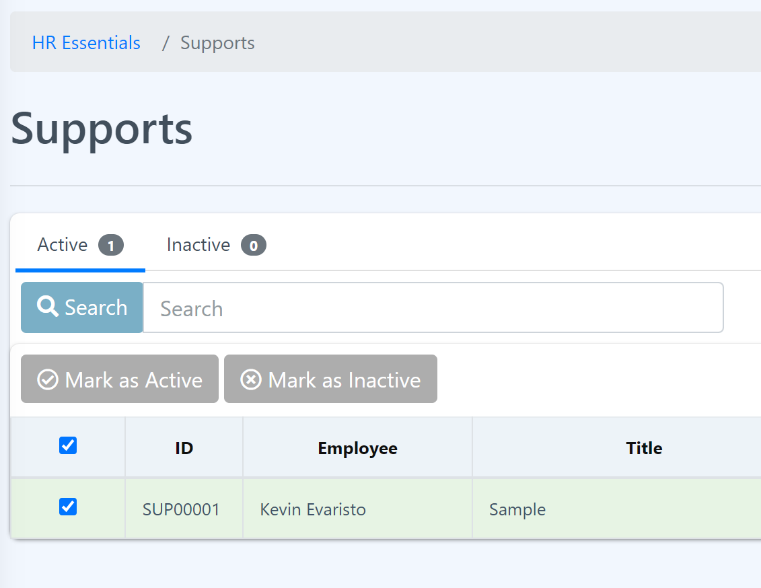 HR Essentials / Supports
Supports
Active 1 Inactive 0
Search Search
Mark as Active Mark as Inactive
ID Employee Title
SUP00001 Kevin Evaristo Sample